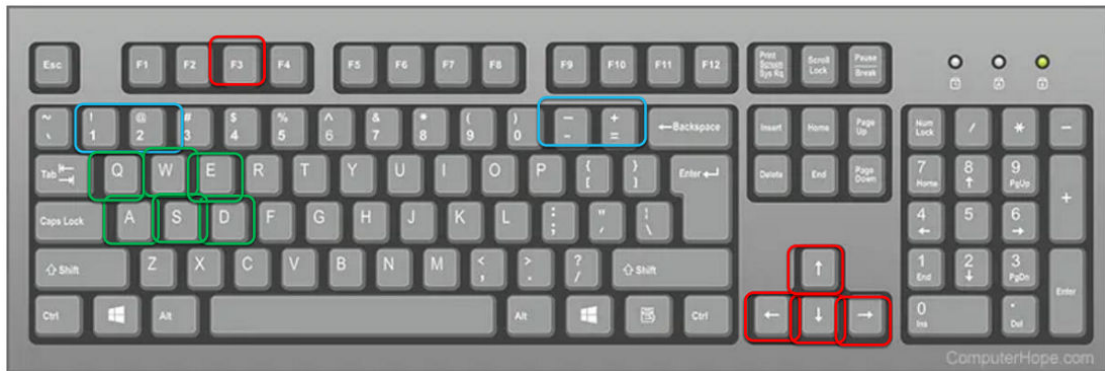 Esc F1 F2 F3 F4 F5 F6 F7 F8 F9 F10 F11 F12 Print Screen Sys Rq Scroll Lock Pause Break
~ ` ! 1 @ 2 # 3 $ 4 % 5 ^ 6 & 7 * 8 ( 9 ) 0 — - + = ←Backspace Insert Home Page Up Num Lock / * −
Tab Q W E R T Y U I O P { [ } ] Enter ↵ Delete End Page Down 7 Home 8 ↑ 9 PgUp +
Caps Lock A S D F G H J K L : ; " , | \ 4 ← 5 6 →
⇧ Shift Z X C V B N M < , > . ? / ⇧ Shift ↑ 1 End 2 ↓ 3 PgDn Enter
Ctrl Alt Alt Ctrl ← ↓ → 0 Ins . Del
ComputerHope.com